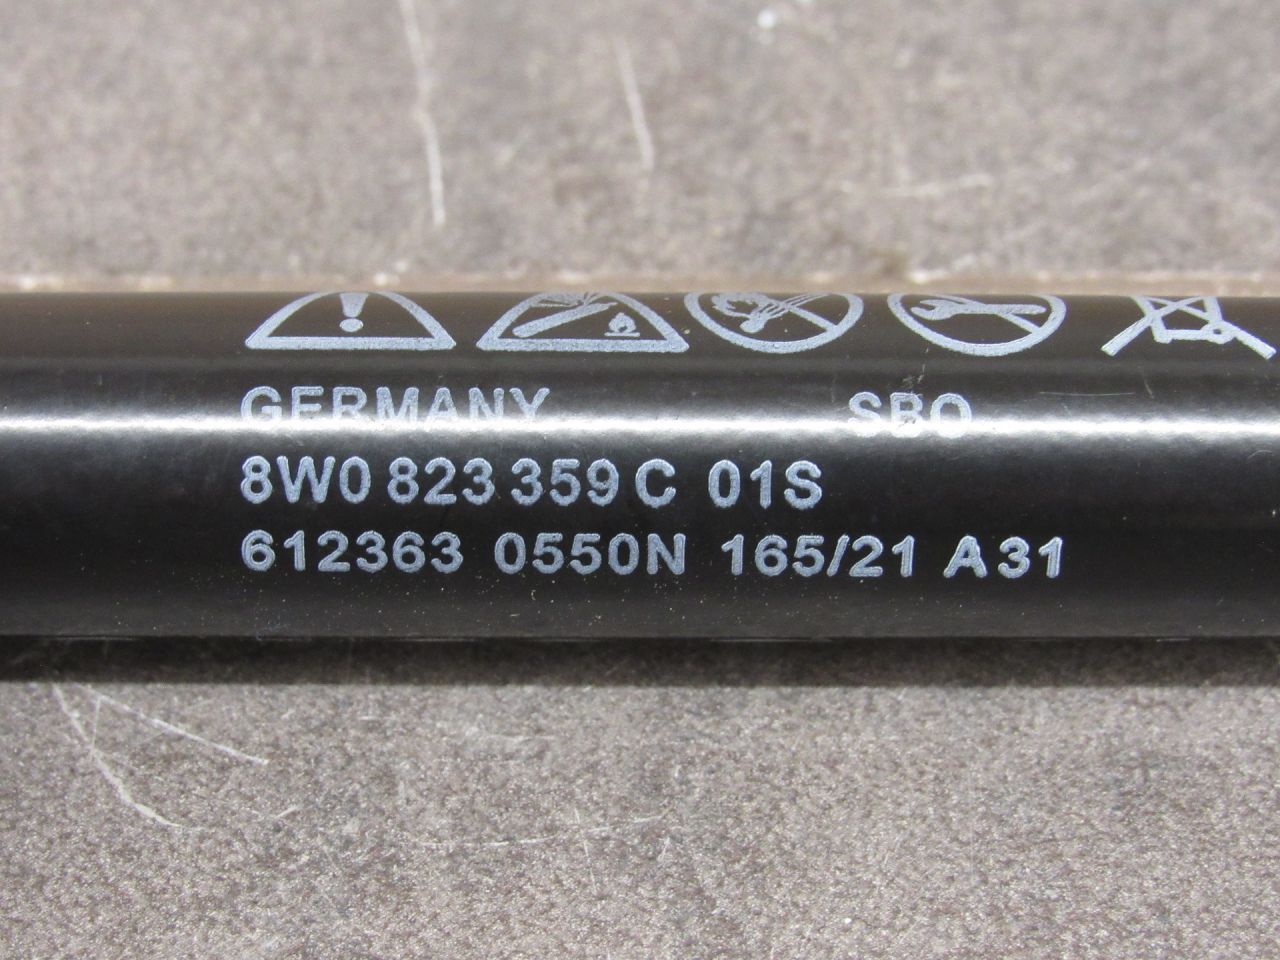 GERMANY SBO
8W0 823 359 C 01S
612363 0550N 165/21 A31